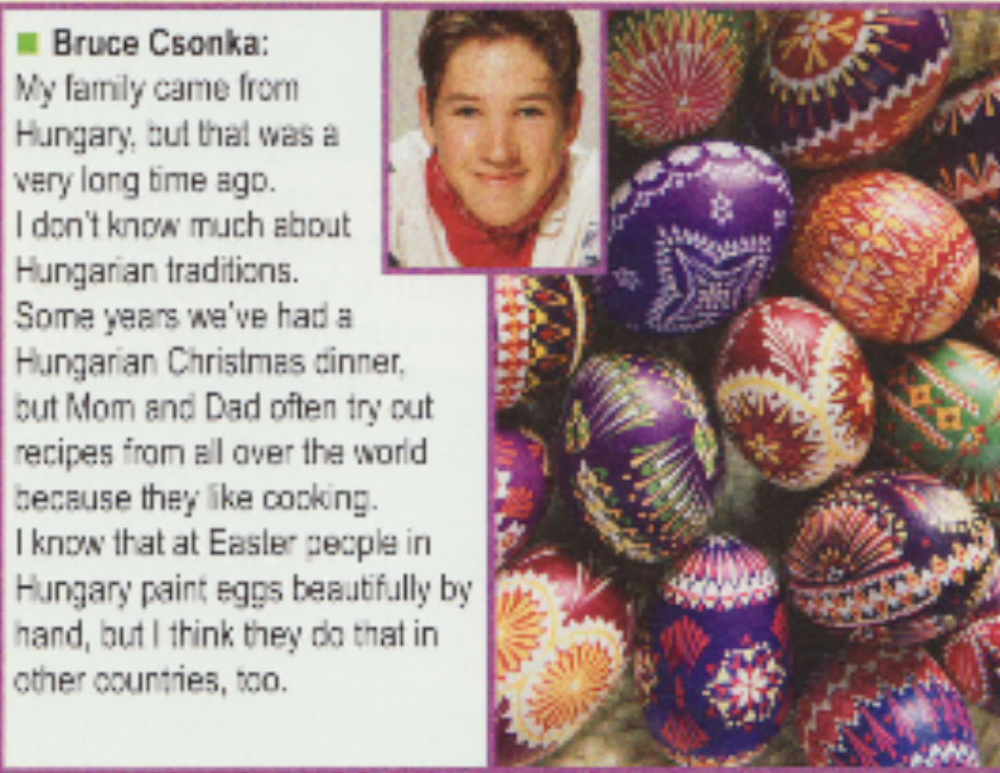 Bruce Csonka:
My family came from
Hungary, but that was a
very long time ago.
I don't know much about
Hungarian traditions.
Some years we've had a
Hungarian Christmas dinner,
but Mom and Dad often try out
recipes from all over the world
because they like cooking.
I know that at Easter people in
Hungary paint eggs beautifully by
hand, but I think they do that in
other countries, too.